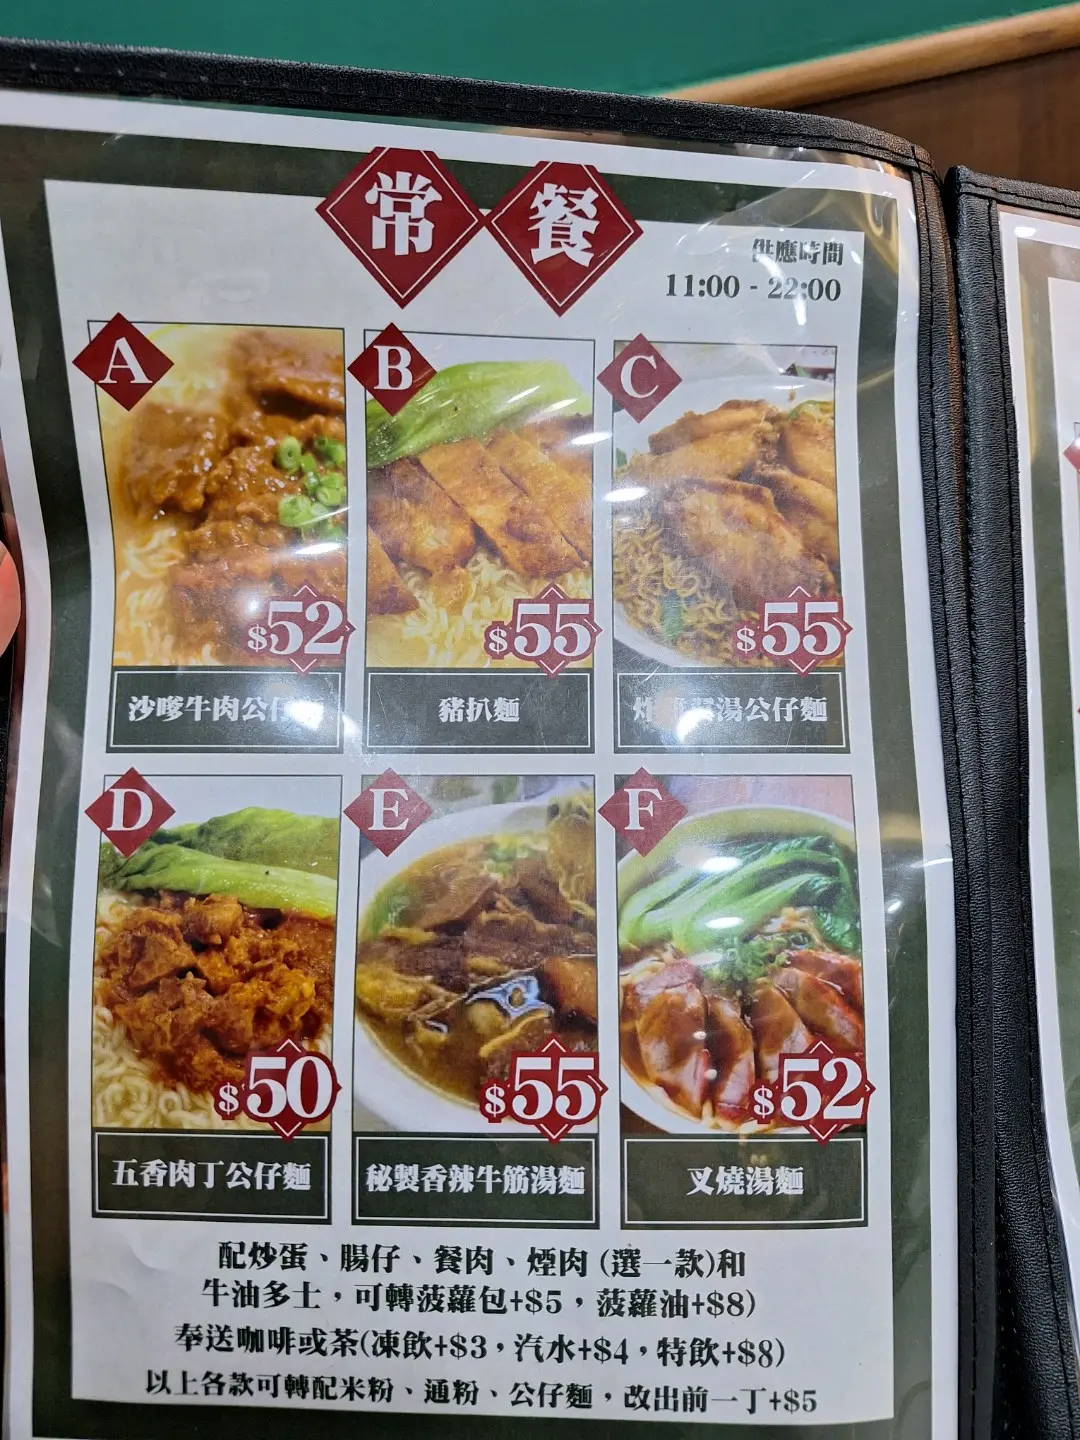 常餐
供應時間
11:00 - 22:00
A
B
C
$52
$55
$55
沙嗲牛肉公仔
豬扒麵
湯公仔麵
D
E
F
$50
$55
$52
五香肉丁公仔麵
秘製香辣牛筋湯麵
叉燒湯麵
配炒蛋、腸仔、餐肉、煙肉 (選一款)和
牛油多士，可轉菠蘿包+$5，菠蘿油+$8)
奉送咖啡或茶(凍飲+$3，汽水+$4，特飲+$8)
以上各款可轉配米粉、通粉、公仔麵，改出前一丁+$5